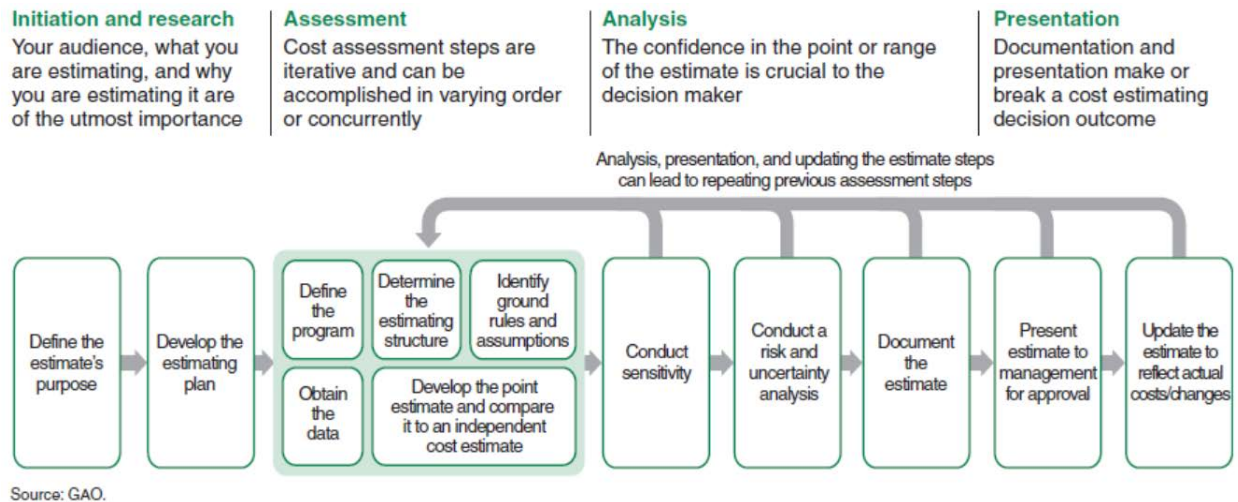 Initiation and research
Your audience, what you
are estimating, and why
you are estimating it are
of the utmost importance
Assessment
Cost assessment steps are
iterative and can be
accomplished in varying order
or concurrently
Analysis
The confidence in the point or range
of the estimate is crucial to the
decision maker
Presentation
Documentation and
presentation make or
break a cost estimating
decision outcome
Analysis, presentation, and updating the estimate steps
can lead to repeating previous assessment steps
Define the
estimate's
purpose
Develop the
estimating
plan
Define
the
program
Determine
the
estimating
structure
Identify
ground
rules and
assumptions
Obtain
the
data
Develop the point
estimate and compare
it to an independent
cost estimate
Conduct
sensitivity
Conduct a
risk and
uncertainty
analysis
Document
the
estimate
Present
estimate to
management
for approval
Update the
estimate to
reflect actual
costs/changes
Source: GAO.